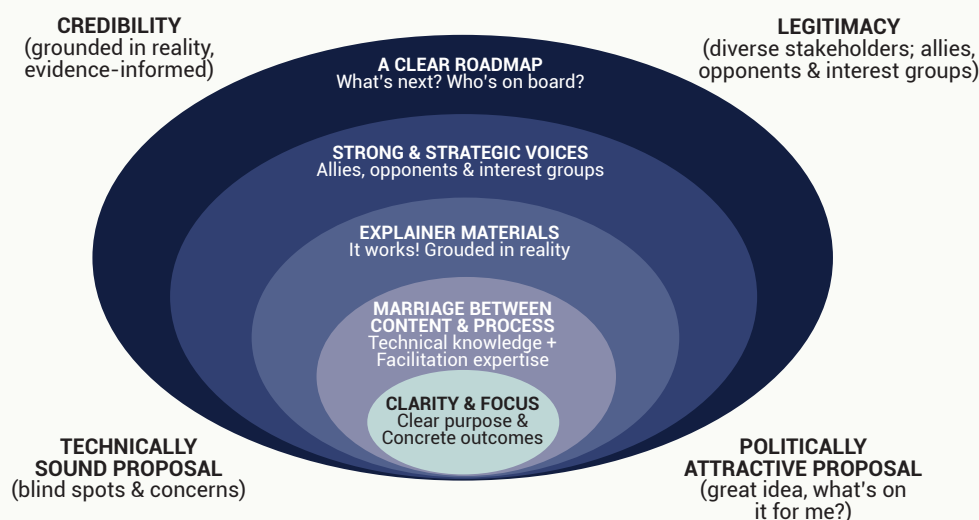 CREDIBILITY
(grounded in reality,
evidence-informed)
LEGITIMACY
(diverse stakeholders; allies,
opponents & interest groups)
A CLEAR ROADMAP
What's next? Who's on board?
STRONG & STRATEGIC VOICES
Allies, opponents & interest groups
EXPLAINER MATERIALS
It works! Grounded in reality
MARRIAGE BETWEEN
CONTENT & PROCESS
Technical knowledge +
Facilitation expertise
CLARITY & FOCUS
Clear purpose &
Concrete outcomes
TECHNICALLY
SOUND PROPOSAL
(blind spots & concerns)
POLITICALLY
ATTRACTIVE PROPOSAL
(great idea, what's on
it for me?)